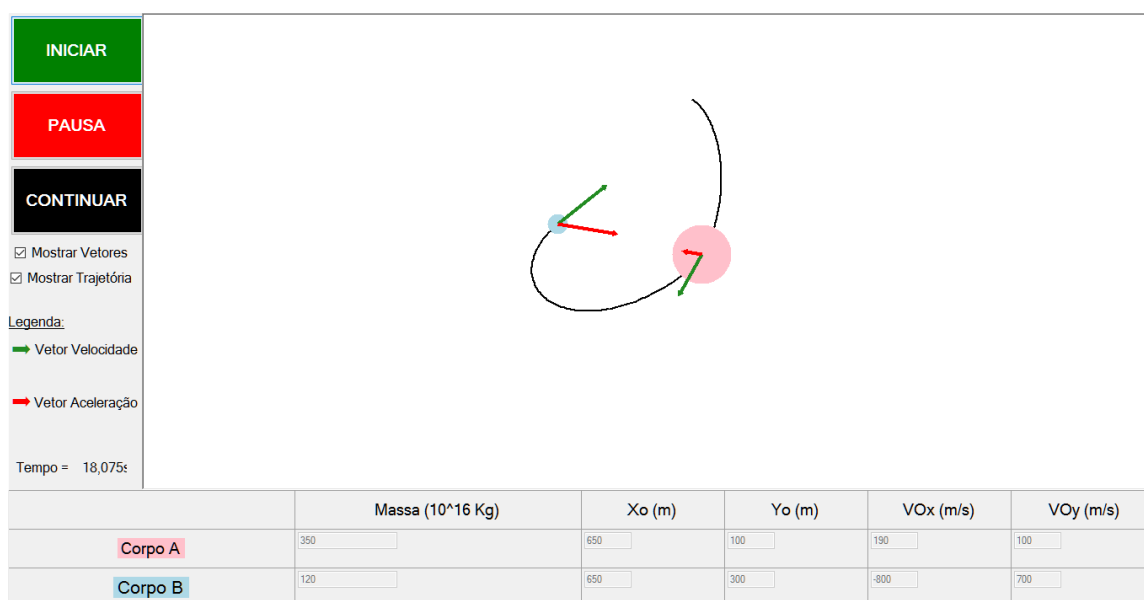 INICIAR
PAUSA
CONTINUAR
Mostrar Vetores
Mostrar Trajetória
Legenda:
Vetor Velocidade
Vetor Aceleração
Tempo = 18,075s
Massa (10^16 Kg) Xo (m) Yo (m) VOx (m/s) VOy (m/s)
Corpo A 350 650 100 190 100
Corpo B 120 650 300 -800 700